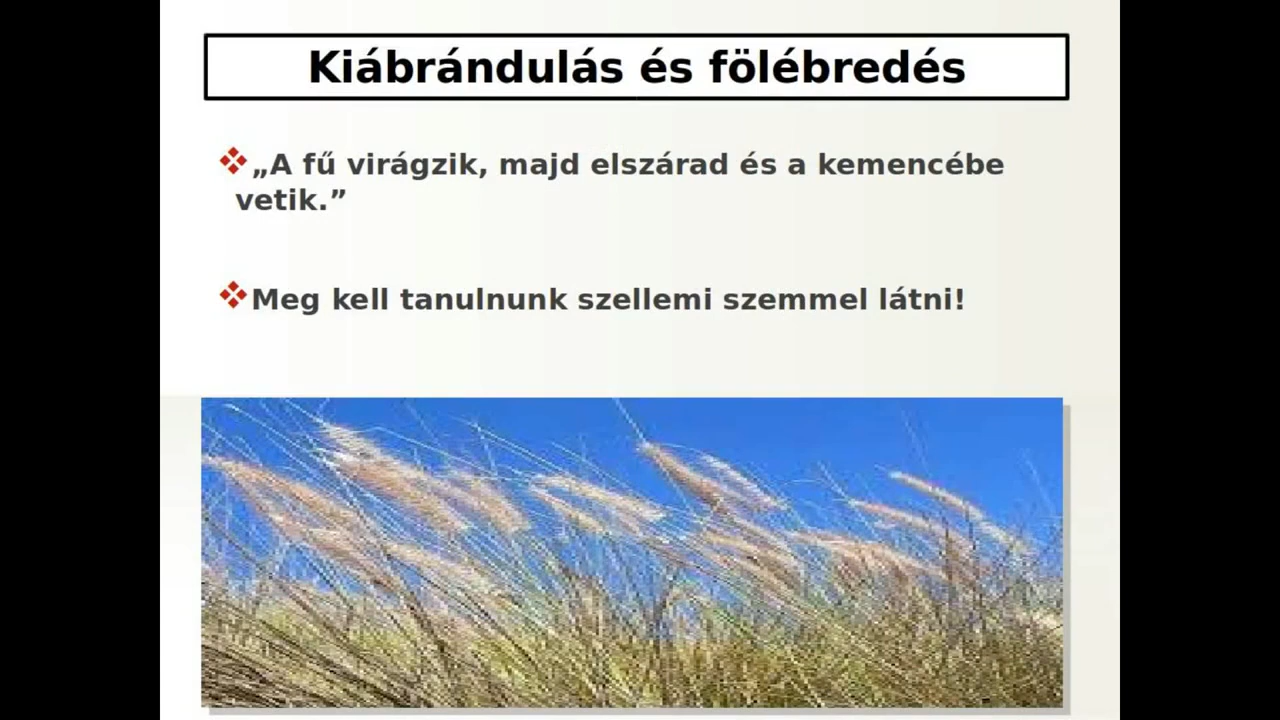 Kiábrándulás és fölébredés
❖„A fű virágzik, majd elszárad és a kemencébe
vetik.”
❖Meg kell tanulnunk szellemi szemmel látni!